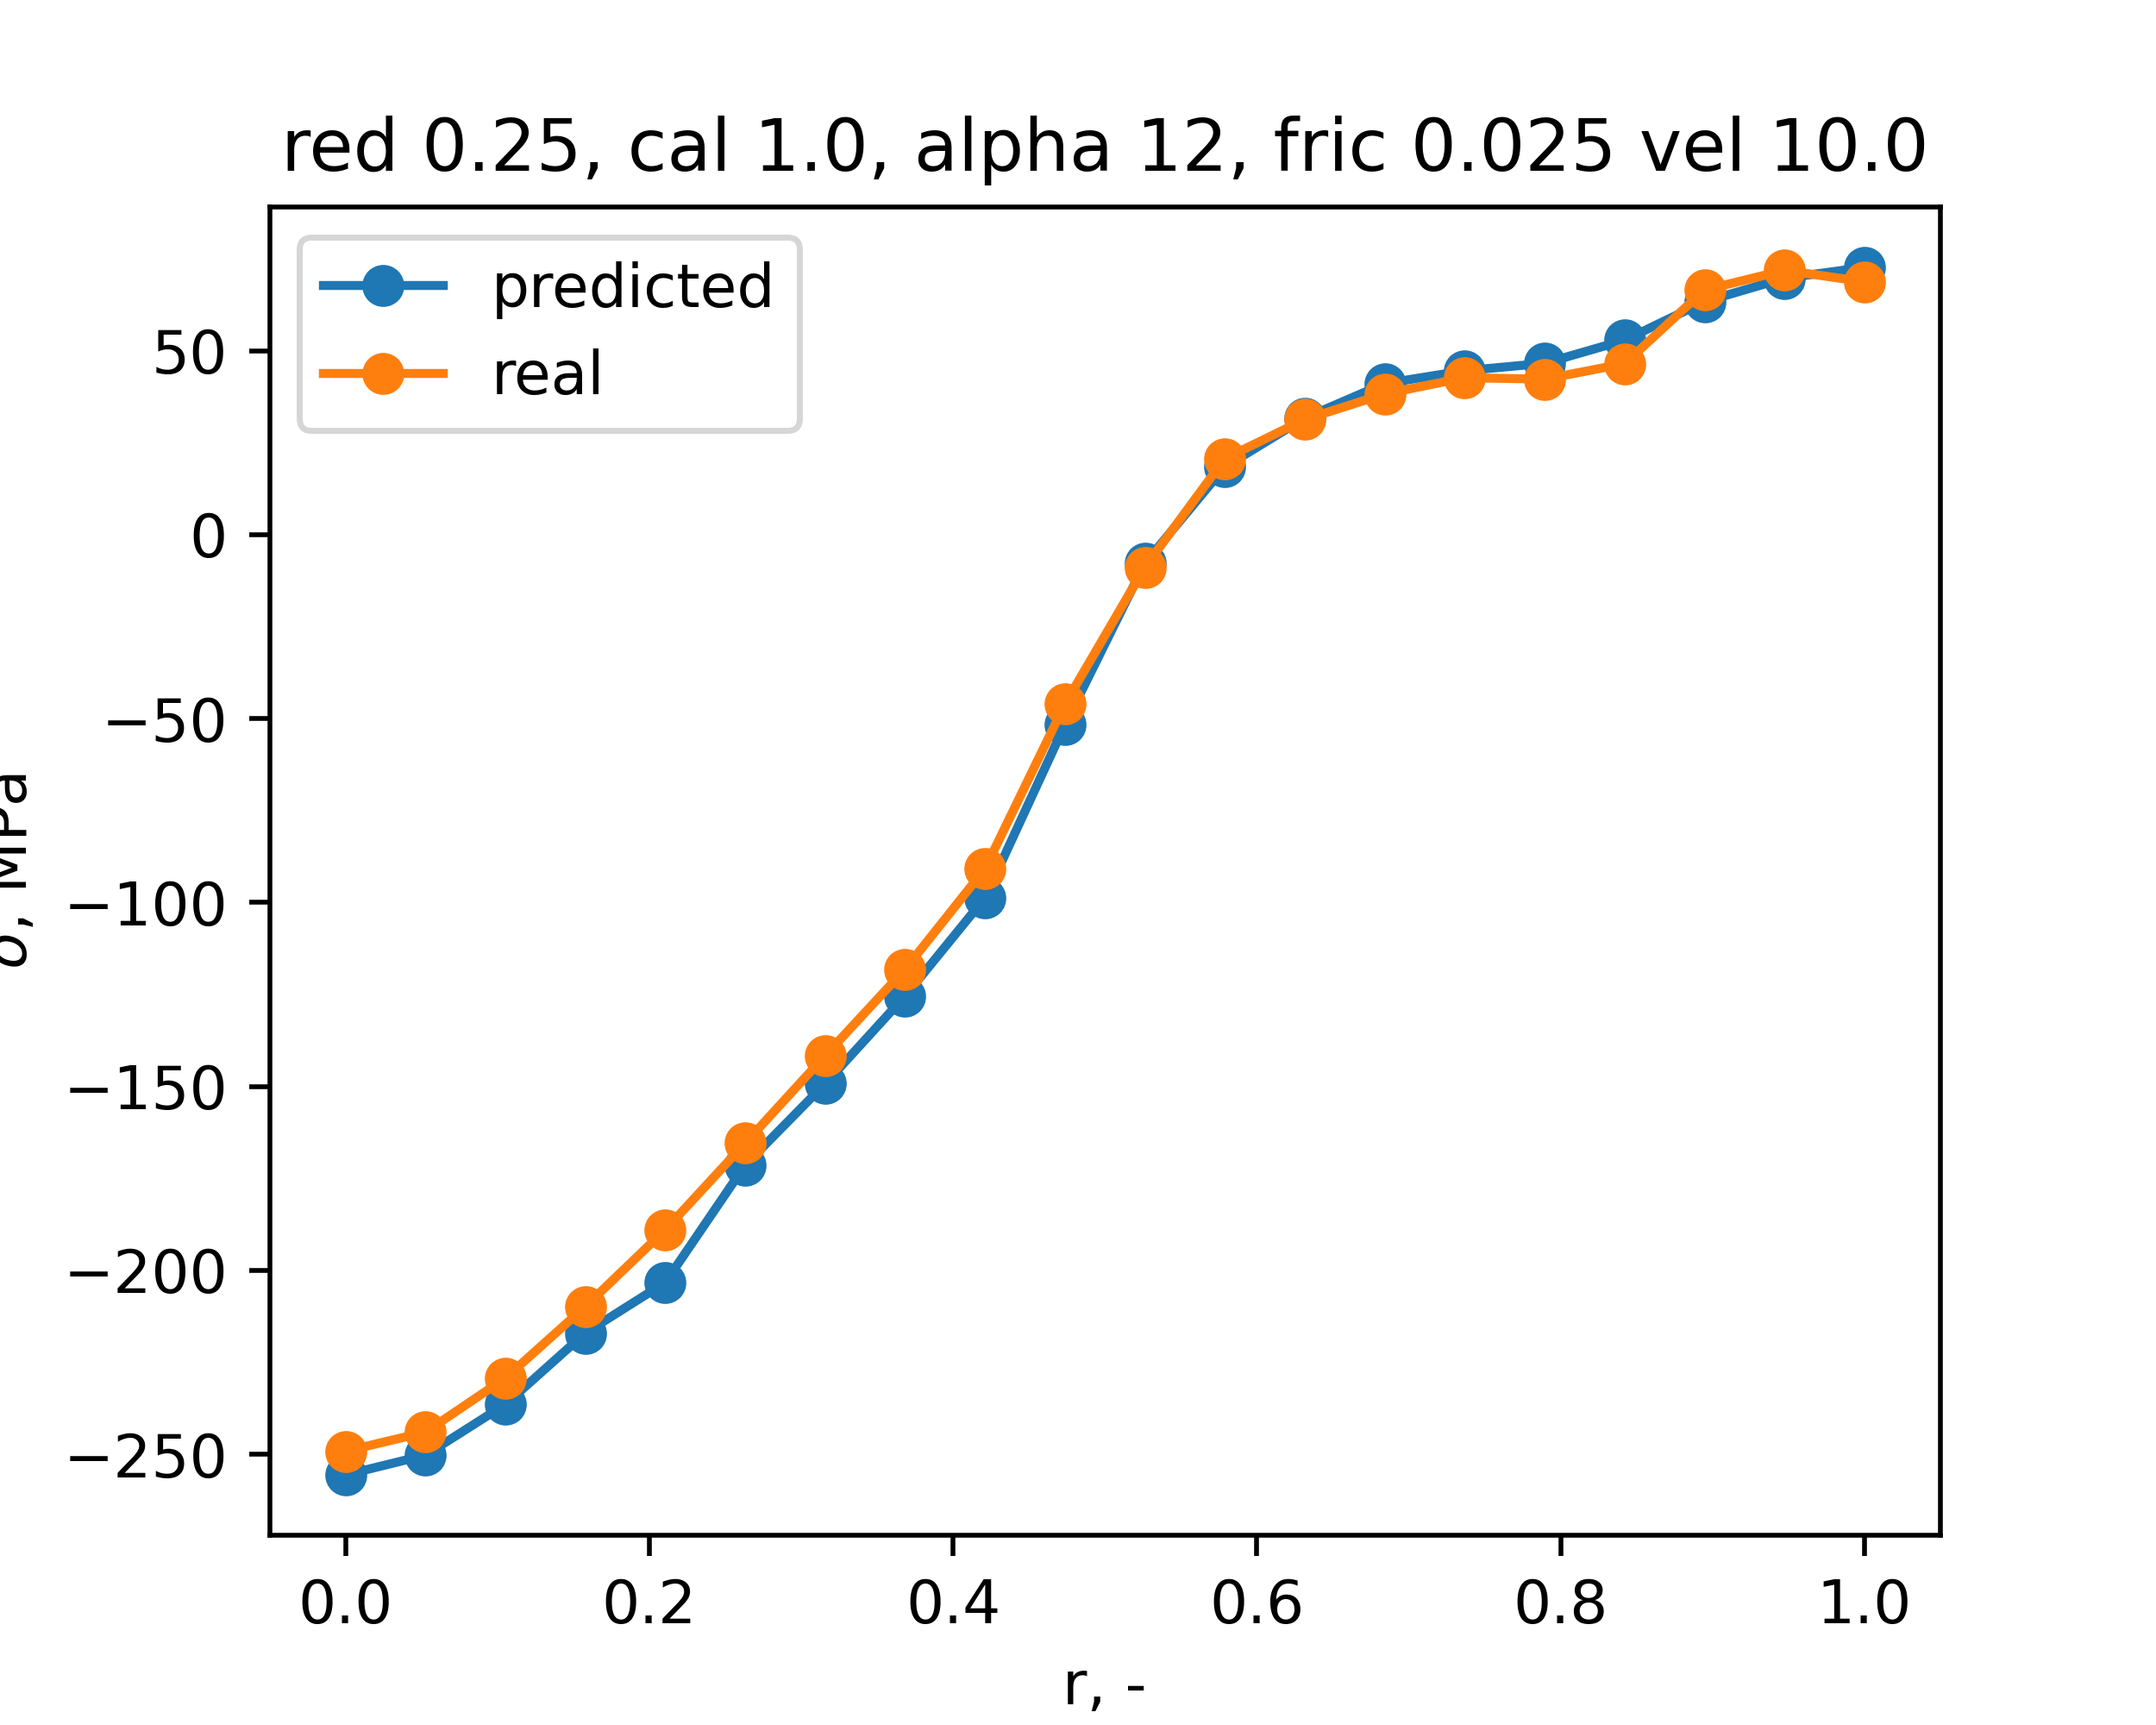 red 0.25, cal 1.0, alpha 12, fric 0.025 vel 10.0
predicted
real
50
0
−50
−100
−150
−200
−250
σ, MPa
0.0 0.2 0.4 0.6 0.8 1.0
r, -